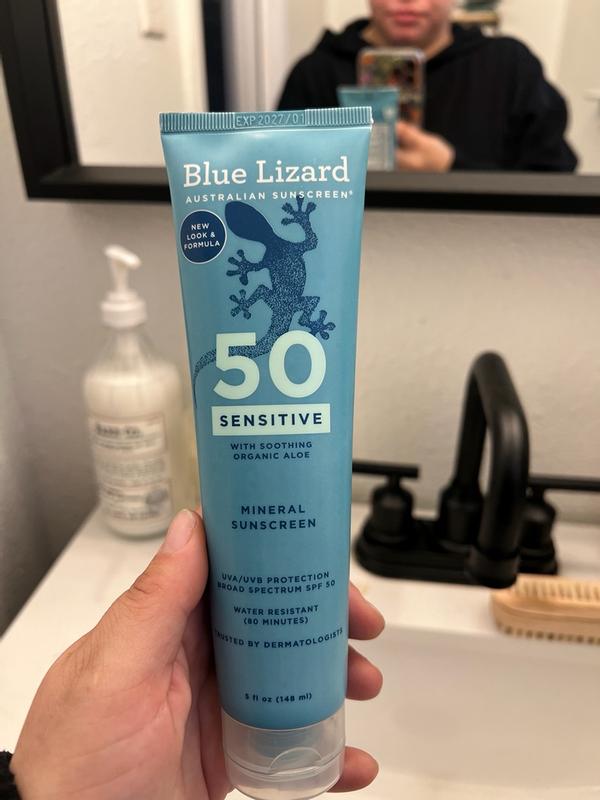 EXP 2027/01
Blue Lizard
AUSTRALIAN SUNSCREEN®
NEW
LOOK &
FORMULA
50
SENSITIVE
WITH SOOTHING
ORGANIC ALOE
MINERAL
SUNSCREEN
UVA/UVB PROTECTION
BROAD SPECTRUM SPF 50
WATER RESISTANT
(80 MINUTES)
TRUSTED BY DERMATOLOGISTS
5 fl oz (148 ml)